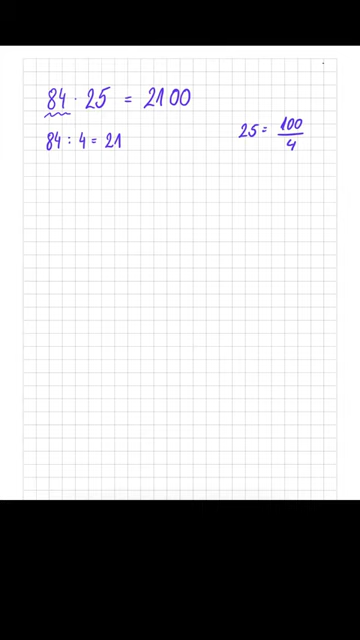 84 · 25 = 2100
84 : 4 = 21
25 = 100/4